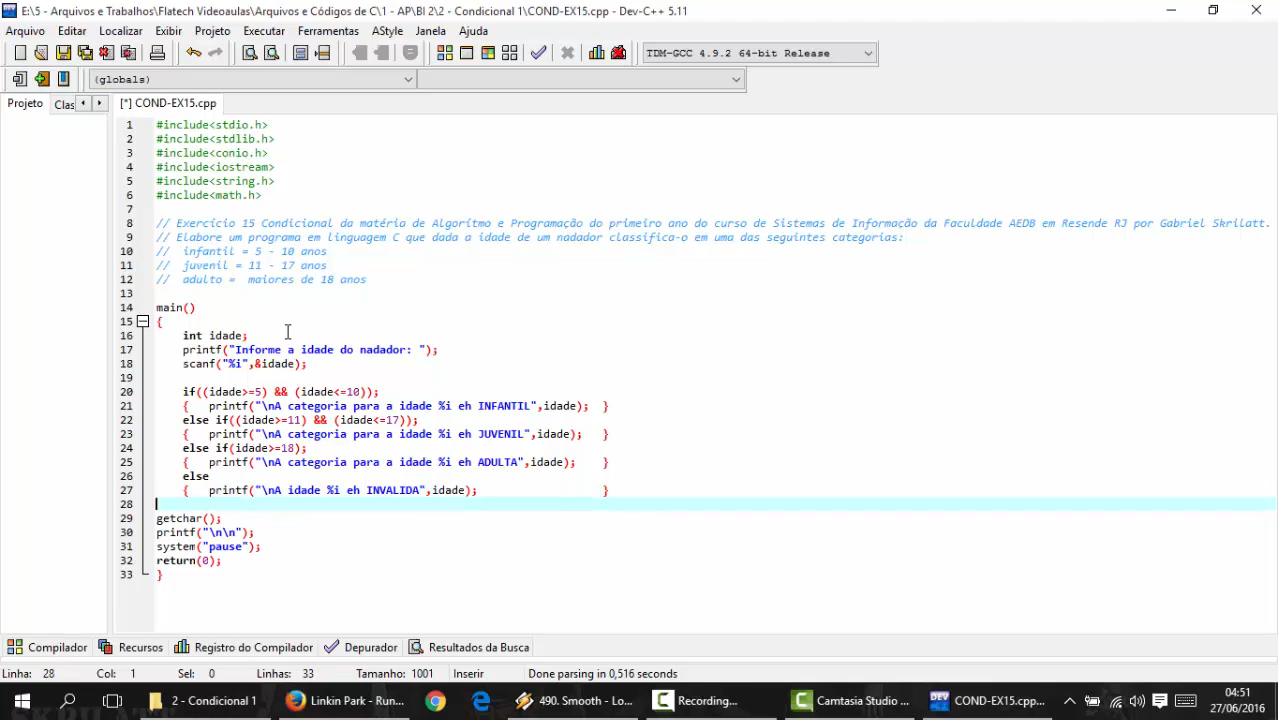 E:\5 - Arquivos e Trabalhos\Flatech Videoaulas\Arquivos e Códigos de C\1 - AP\BI 2\2 - Condicional 1\COND-EX15.cpp - Dev-C++ 5.11
Arquivo Editar Localizar Exibir Projeto Executar Ferramentas AStyle Janela Ajuda
TDM-GCC 4.9.2 64-bit Release
(globals)
Projeto Clas [*] COND-EX15.cpp
1 #include<stdio.h>
2 #include<stdlib.h>
3 #include<conio.h>
4 #include<iostream>
5 #include<string.h>
6 #include<math.h>
7
8 // Exercício 15 Condicional da matéria de Algorítmo e Programação do primeiro ano do curso de Sistemas de Informação da Faculdade AEDB em Resende RJ por Gabriel Skrilatt.
9 // Elabore um programa em linguagem C que dada a idade de um nadador classifica-o em uma das seguintes categorias:
10 // infantil = 5 - 10 anos
11 // juvenil = 11 - 17 anos
12 // adulto = maiores de 18 anos
13
14 main()
15 {
16 int idade;
17 printf("Informe a idade do nadador: ");
18 scanf("%i",&idade);
19
20 if((idade>=5) && (idade<=10));
21 { printf("\nA categoria para a idade %i eh INFANTIL",idade); }
22 else if((idade>=11) && (idade<=17));
23 { printf("\nA categoria para a idade %i eh JUVENIL",idade); }
24 else if(idade>=18);
25 { printf("\nA categoria para a idade %i eh ADULTA",idade); }
26 else
27 { printf("\nA idade %i eh INVALIDA",idade); }
28
29 getchar();
30 printf("\n\n");
31 system("pause");
32 return(0);
33 }
Compilador Recursos Registro do Compilador Depurador Resultados da Busca
Linha: 28 Col: 1 Sel: 0 Linhas: 33 Tamanho: 1001 Inserir Done parsing in 0,516 seconds
2 - Condicional 1 Linkin Park - Run... 490. Smooth - Lo... Recording... Camtasia Studio ... COND-EX15.cpp... 04:51
27/06/2016